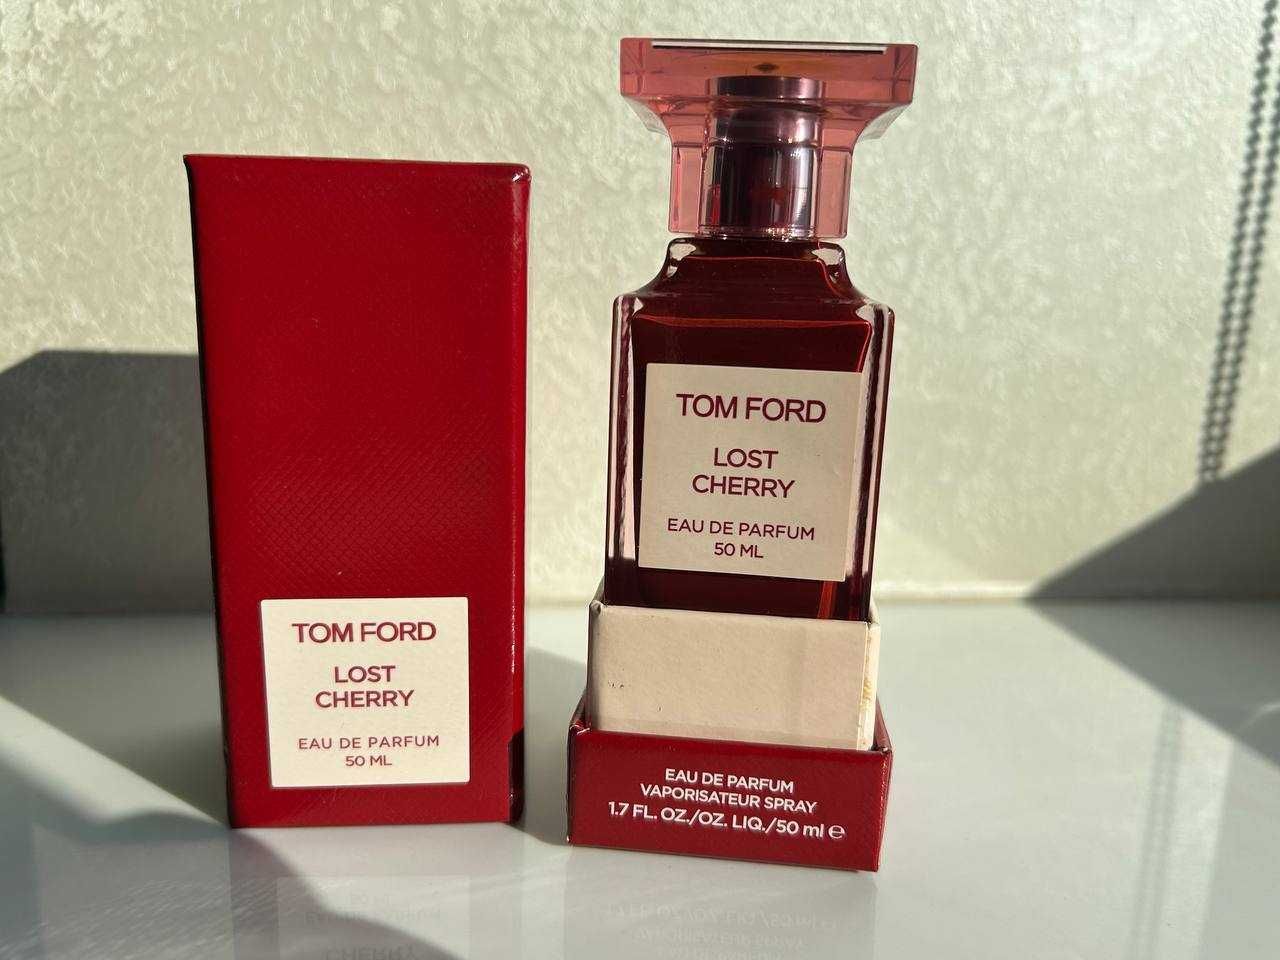 TOM FORD
LOST
CHERRY
EAU DE PARFUM
50 ML
TOM FORD
LOST
CHERRY
EAU DE PARFUM
50 ML
EAU DE PARFUM
VAPORISATEUR SPRAY
1.7 FL. OZ./OZ. LIQ./50 ml ℮